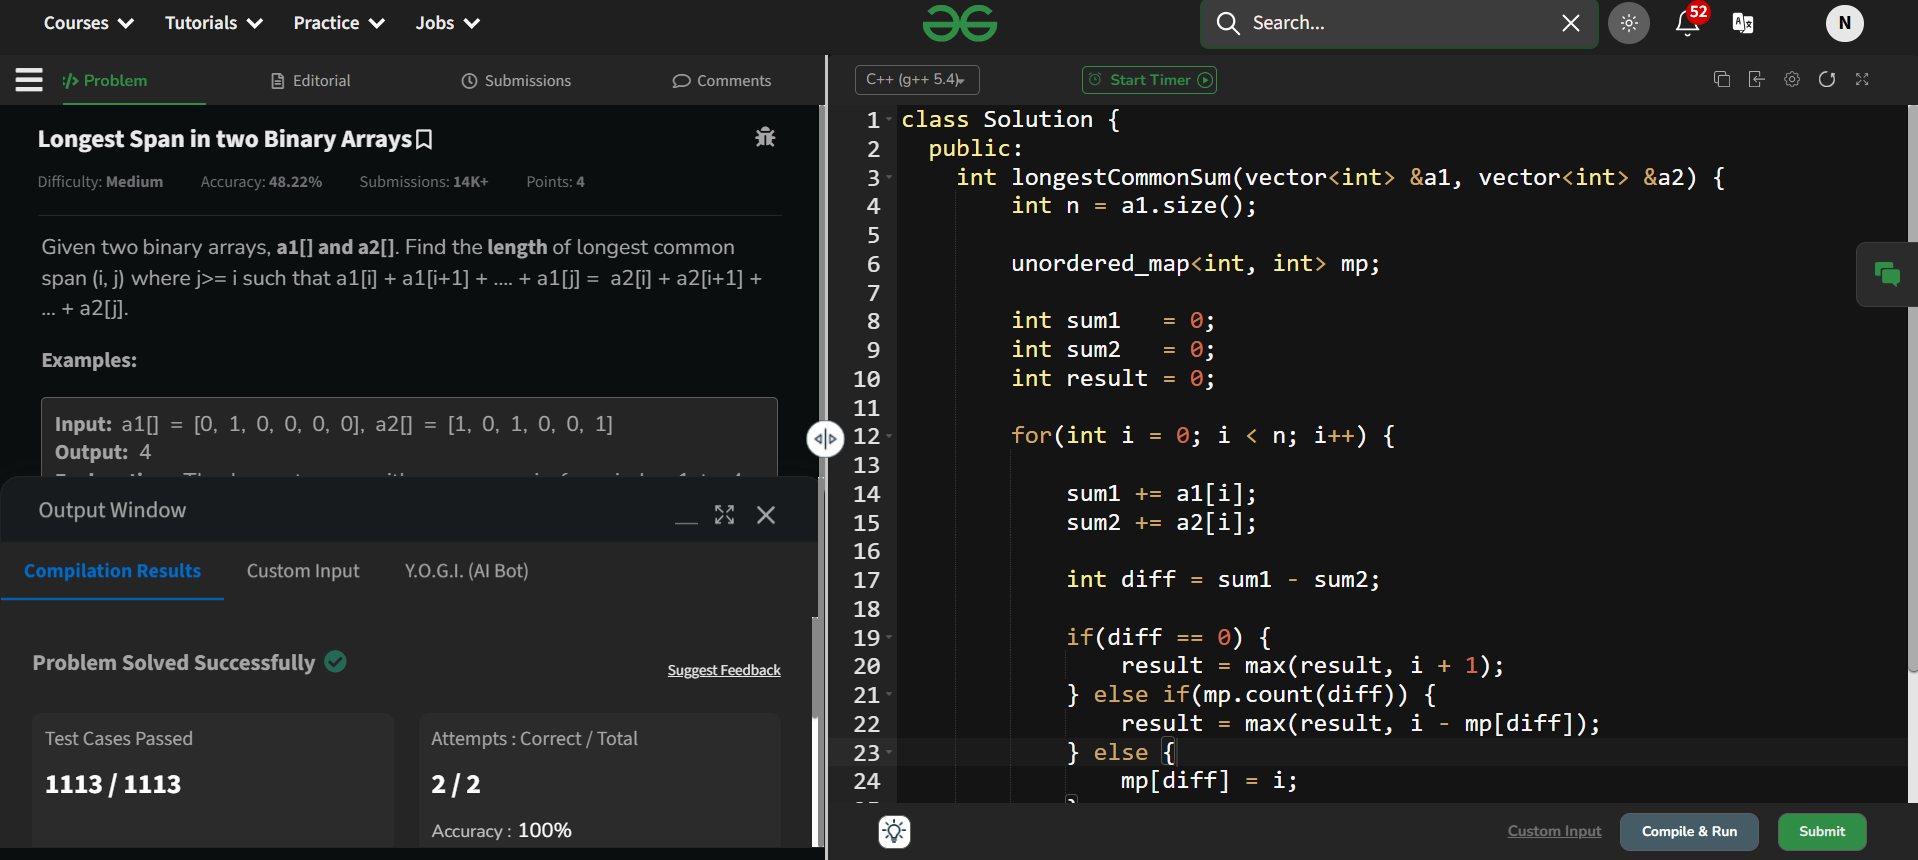 Courses Tutorials Practice Jobs
Search...
52
N
Problem Editorial Submissions Comments
C++ (g++ 5.4) Start Timer
Longest Span in two Binary Arrays
Difficulty: Medium Accuracy: 48.22% Submissions: 14K+ Points: 4
Given two binary arrays, a1[] and a2[]. Find the length of longest common
span (i, j) where j>= i such that a1[i] + a1[i+1] + .... + a1[j] = a2[i] + a2[i+1] +
... + a2[j].
Examples:
Input: a1[] = [0, 1, 0, 0, 0, 0], a2[] = [1, 0, 1, 0, 0, 1]
Output: 4
Output Window
Compilation Results Custom Input Y.O.G.I. (AI Bot)
Problem Solved Successfully
Suggest Feedback
Test Cases Passed
1113 / 1113
Attempts : Correct / Total
2 / 2
Accuracy : 100%
1 class Solution {
2 public:
3 int longestCommonSum(vector<int> &a1, vector<int> &a2) {
4 int n = a1.size();
5
6 unordered_map<int, int> mp;
7
8 int sum1 = 0;
9 int sum2 = 0;
10 int result = 0;
11
12 for(int i = 0; i < n; i++) {
13
14 sum1 += a1[i];
15 sum2 += a2[i];
16
17 int diff = sum1 - sum2;
18
19 if(diff == 0) {
20 result = max(result, i + 1);
21 } else if(mp.count(diff)) {
22 result = max(result, i - mp[diff]);
23 } else {
24 mp[diff] = i;
Custom Input Compile & Run Submit